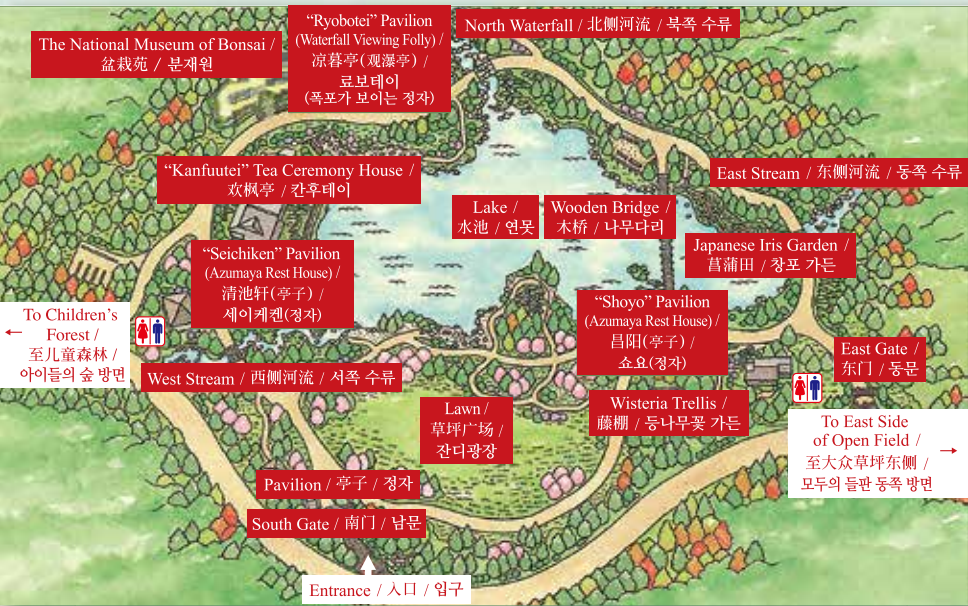 The National Museum of Bonsai /
盆栽苑 / 분재원
“Ryobotei” Pavilion
(Waterfall Viewing Folly) /
凉暮亭(观瀑亭) /
료보테이
(폭포가 보이는 정자)
North Waterfall / 北侧河流 / 북쪽 수류
“Kanfuutei” Tea Ceremony House /
欢枫亭 / 칸후테이
East Stream / 东侧河流 / 동쪽 수류
Lake /
水池 / 연못
Wooden Bridge /
木桥 / 나무다리
Japanese Iris Garden /
菖蒲田 / 창포 가든
“Seichiken” Pavilion
(Azumaya Rest House) /
清池轩(亭子) /
세이케켄(정자)
“Shoyo” Pavilion
(Azumaya Rest House) /
昌阳(亭子) /
쇼요(정자)
To Children’s
Forest /
至儿童森林 /
아이들의 숲 방면
East Gate /
东门 / 동문
West Stream / 西侧河流 / 서쪽 수류
Lawn /
草坪广场 /
잔디광장
Wisteria Trellis /
藤棚 / 등나무꽃 가든
To East Side
of Open Field /
至大众草坪东侧 /
모두의 들판 동쪽 방면
Pavilion / 亭子 / 정자
South Gate / 南门 / 남문
Entrance / 入口 / 입구